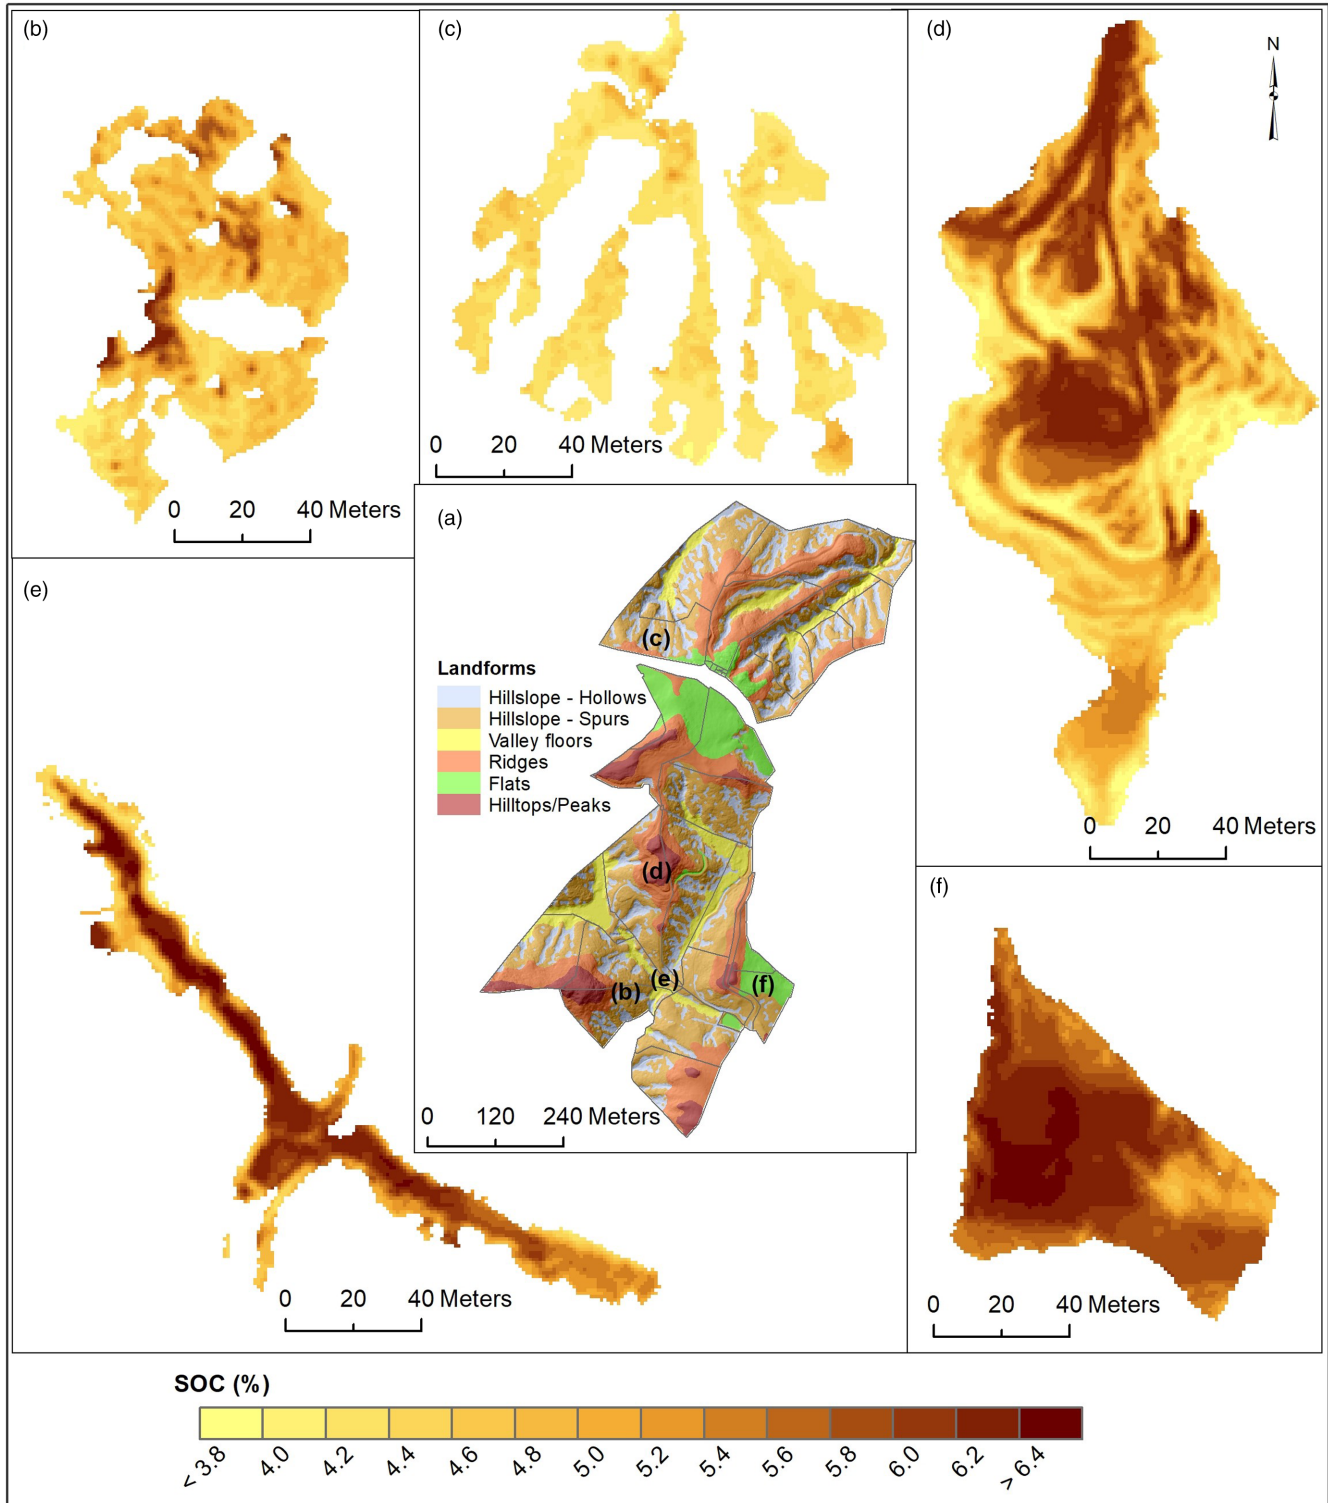 (b)
0 20 40 Meters
(c)
0 20 40 Meters
(d)
N
0 20 40 Meters
(a)
(c)
Landforms
Hillslope - Hollows
Hillslope - Spurs
Valley floors
Ridges
Flats
Hilltops/Peaks
(d)
(e)
(b)
(f)
0 120 240 Meters
(e)
0 20 40 Meters
(f)
0 20 40 Meters
SOC (%)
< 3.8 4.0 4.2 4.4 4.6 4.8 5.0 5.2 5.4 5.6 5.8 6.0 6.2 > 6.4